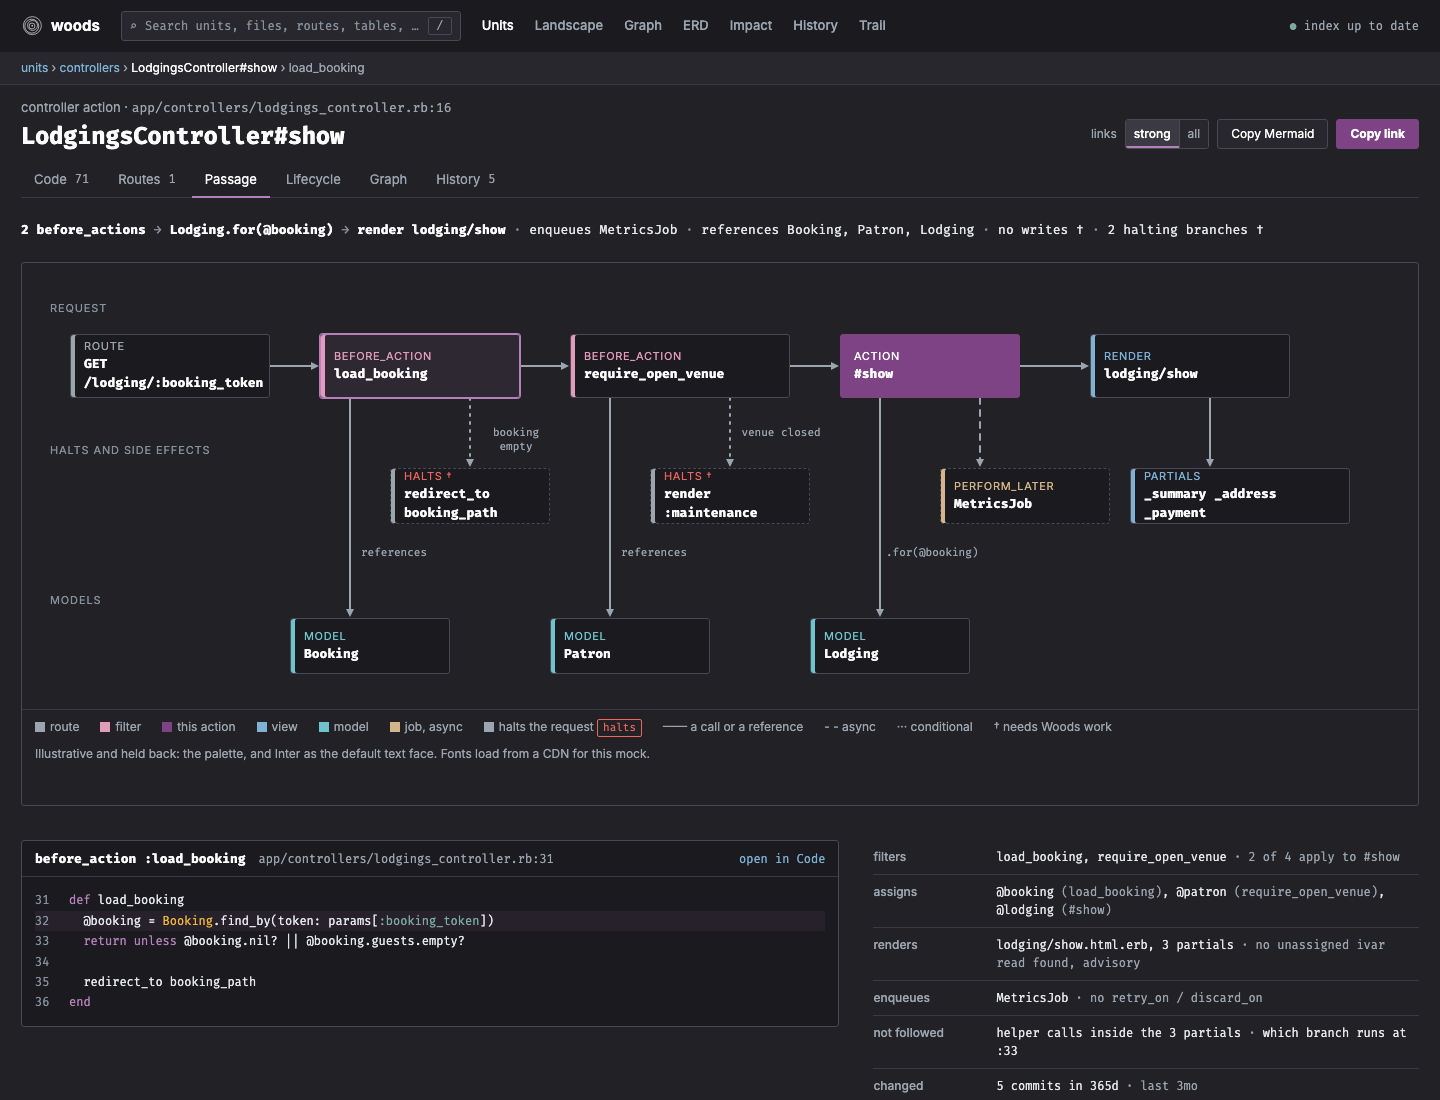 woods
Search units, files, routes, tables, … /
Units Landscape Graph ERD Impact History Trail
index up to date
units › controllers › LodgingsController#show › load_booking
controller action · app/controllers/lodgings_controller.rb:16
LodgingsController#show
links strong all Copy Mermaid Copy link
Code 71 Routes 1 Passage Lifecycle Graph History 5
2 before_actions → Lodging.for(@booking) → render lodging/show · enqueues MetricsJob · references Booking, Patron, Lodging · no writes † · 2 halting branches †
REQUEST
ROUTE
GET
/lodging/:booking_token
BEFORE_ACTION
load_booking
BEFORE_ACTION
require_open_venue
ACTION
#show
RENDER
lodging/show
booking
empty
venue closed
HALTS AND SIDE EFFECTS
HALTS †
redirect_to
booking_path
HALTS †
render
:maintenance
PERFORM_LATER
MetricsJob
PARTIALS
_summary _address
_payment
references
references
.for(@booking)
MODELS
MODEL
Booking
MODEL
Patron
MODEL
Lodging
route filter this action view model job, async halts the request halts a call or a reference - - async ··· conditional † needs Woods work
Illustrative and held back: the palette, and Inter as the default text face. Fonts load from a CDN for this mock.
before_action :load_booking app/controllers/lodgings_controller.rb:31 open in Code
31 def load_booking
32 @booking = Booking.find_by(token: params[:booking_token])
33 return unless @booking.nil? || @booking.guests.empty?
34
35 redirect_to booking_path
36 end
filters load_booking, require_open_venue · 2 of 4 apply to #show
assigns @booking (load_booking), @patron (require_open_venue),
@lodging (#show)
renders lodging/show.html.erb, 3 partials · no unassigned ivar
read found, advisory
enqueues MetricsJob · no retry_on / discard_on
not followed helper calls inside the 3 partials · which branch runs at
:33
changed 5 commits in 365d · last 3mo